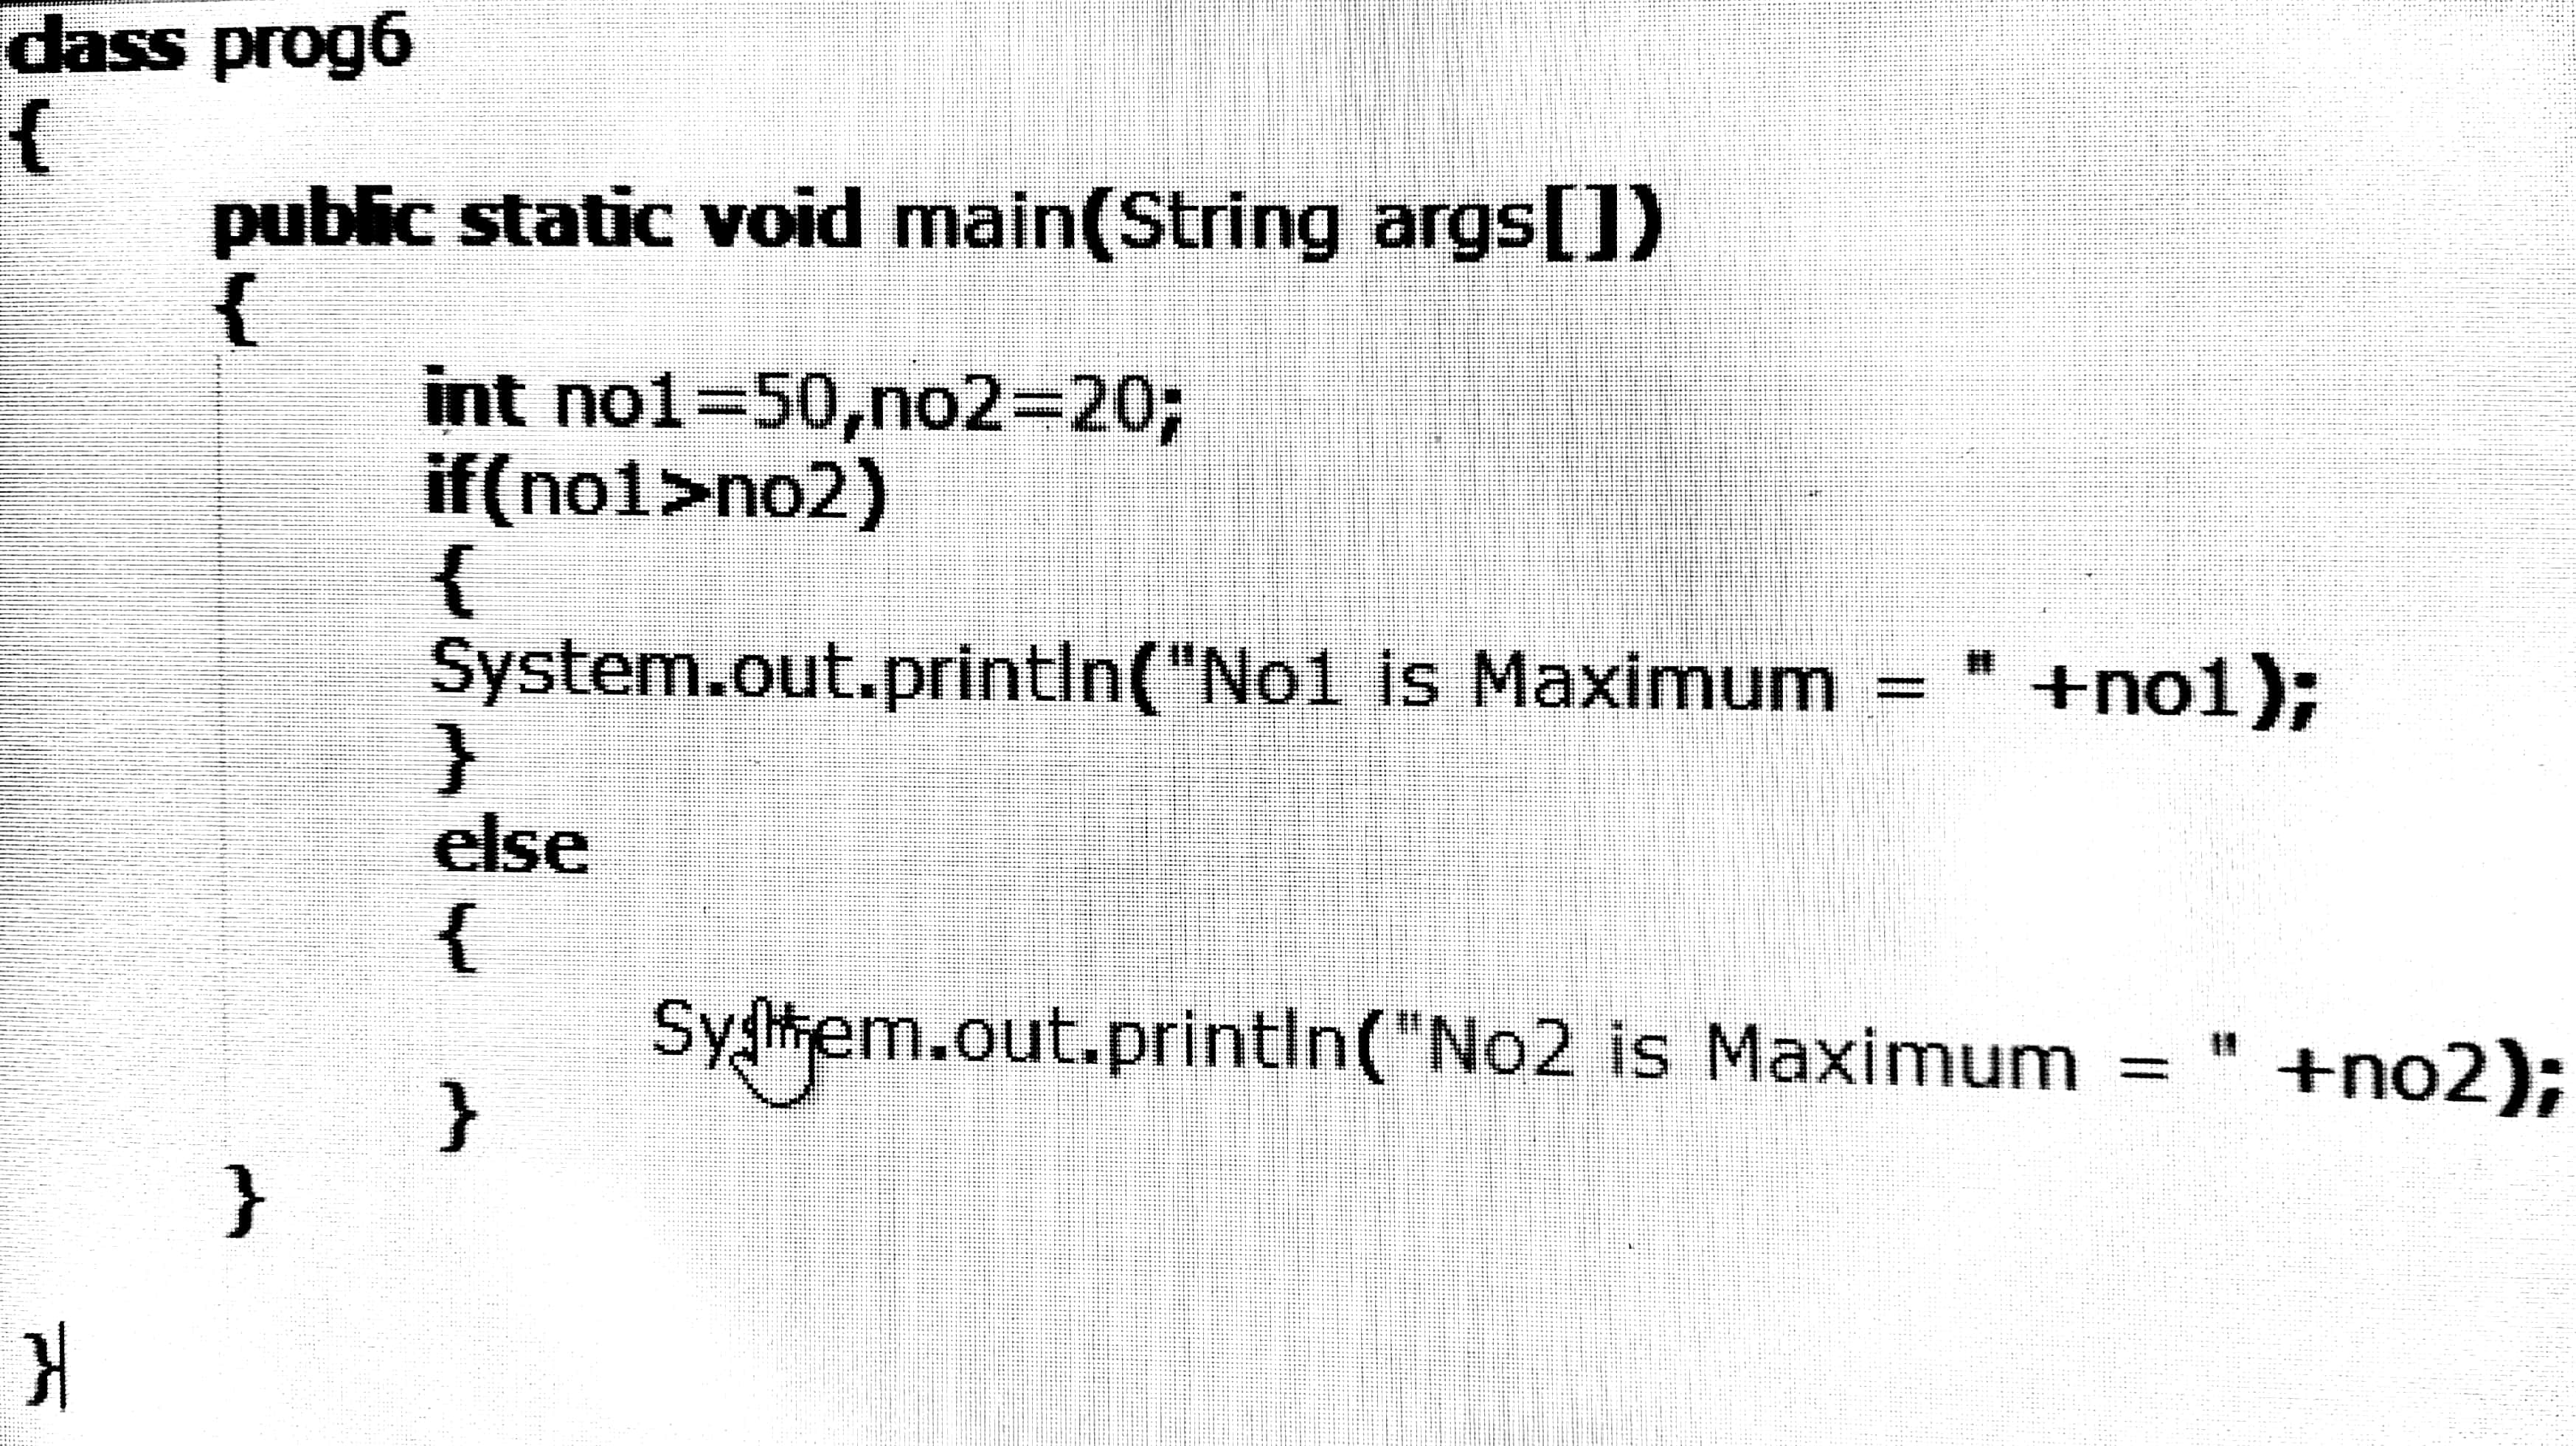 class prog6
{
public static void main(String args[])
{
int no1=50,no2=20;
if(no1>no2)
{
System.out.println("No1 is Maximum = " +no1);
}
else
{
System.out.println("No2 is Maximum = " +no2);
}
}
}